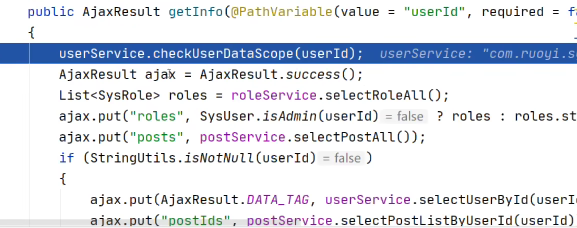 public AjaxResult getInfo(@PathVariable(value = "userId", required =
{
userService.checkUserDataScope(userId); userService: "com.ruoyi.s
AjaxResult ajax = AjaxResult.success();
List<SysRole> roles = roleService.selectRoleAll();
ajax.put("roles", SysUser.isAdmin(userId) = false ? roles : roles.st
ajax.put("posts", postService.selectPostAll());
if (StringUtils.isNotNull(userId) = false )
{
ajax.put(AjaxResult.DATA_TAG, userService.selectUserById(userId
ajax.put("postIds", postService.selectPostListByUserId(userId)